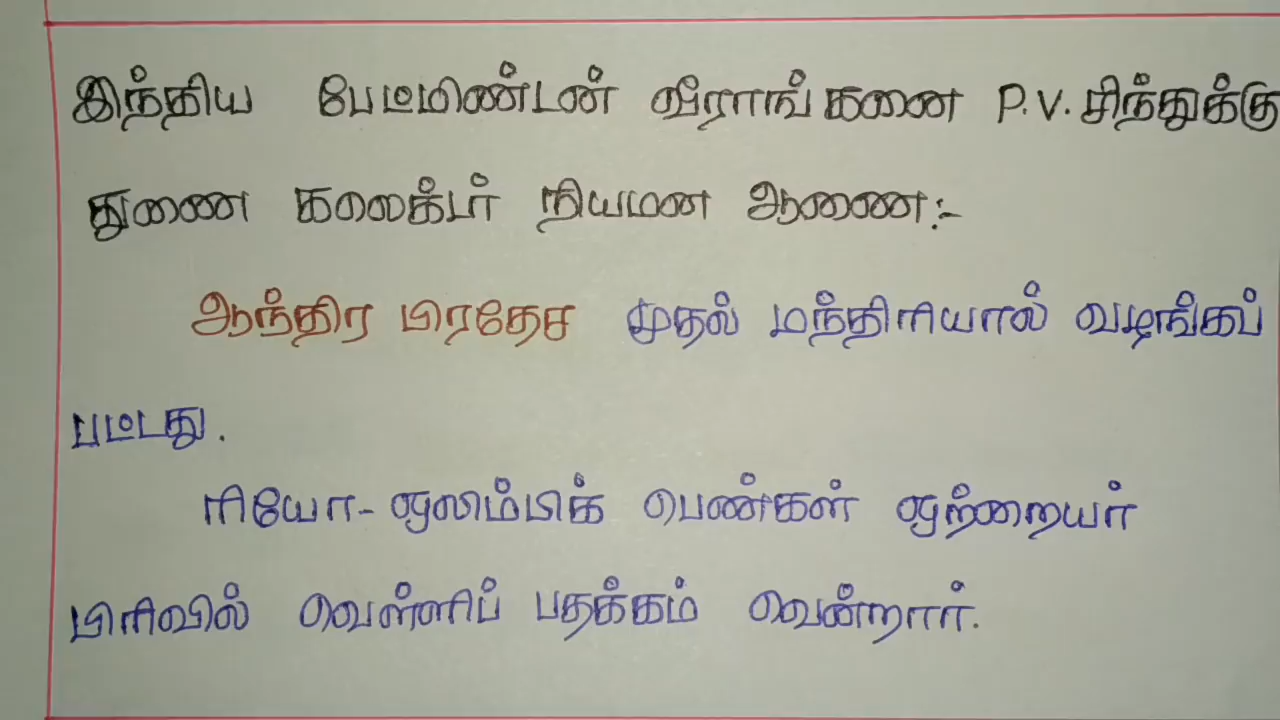 இந்திய பேட்மிண்டன் வீராங்கனை P.V. சிந்துக்கு
துணை கலைக்டர் நியமன ஆணை:-
ஆந்திர பிரதேச முதல் மந்திரியால் வழங்கப்
பட்டது.
ரியோ- ஒலிம்பிக் பெண்கள் ஒற்றையர்
பிரிவில் வெள்ளிப் பதக்கம் வென்றார்.